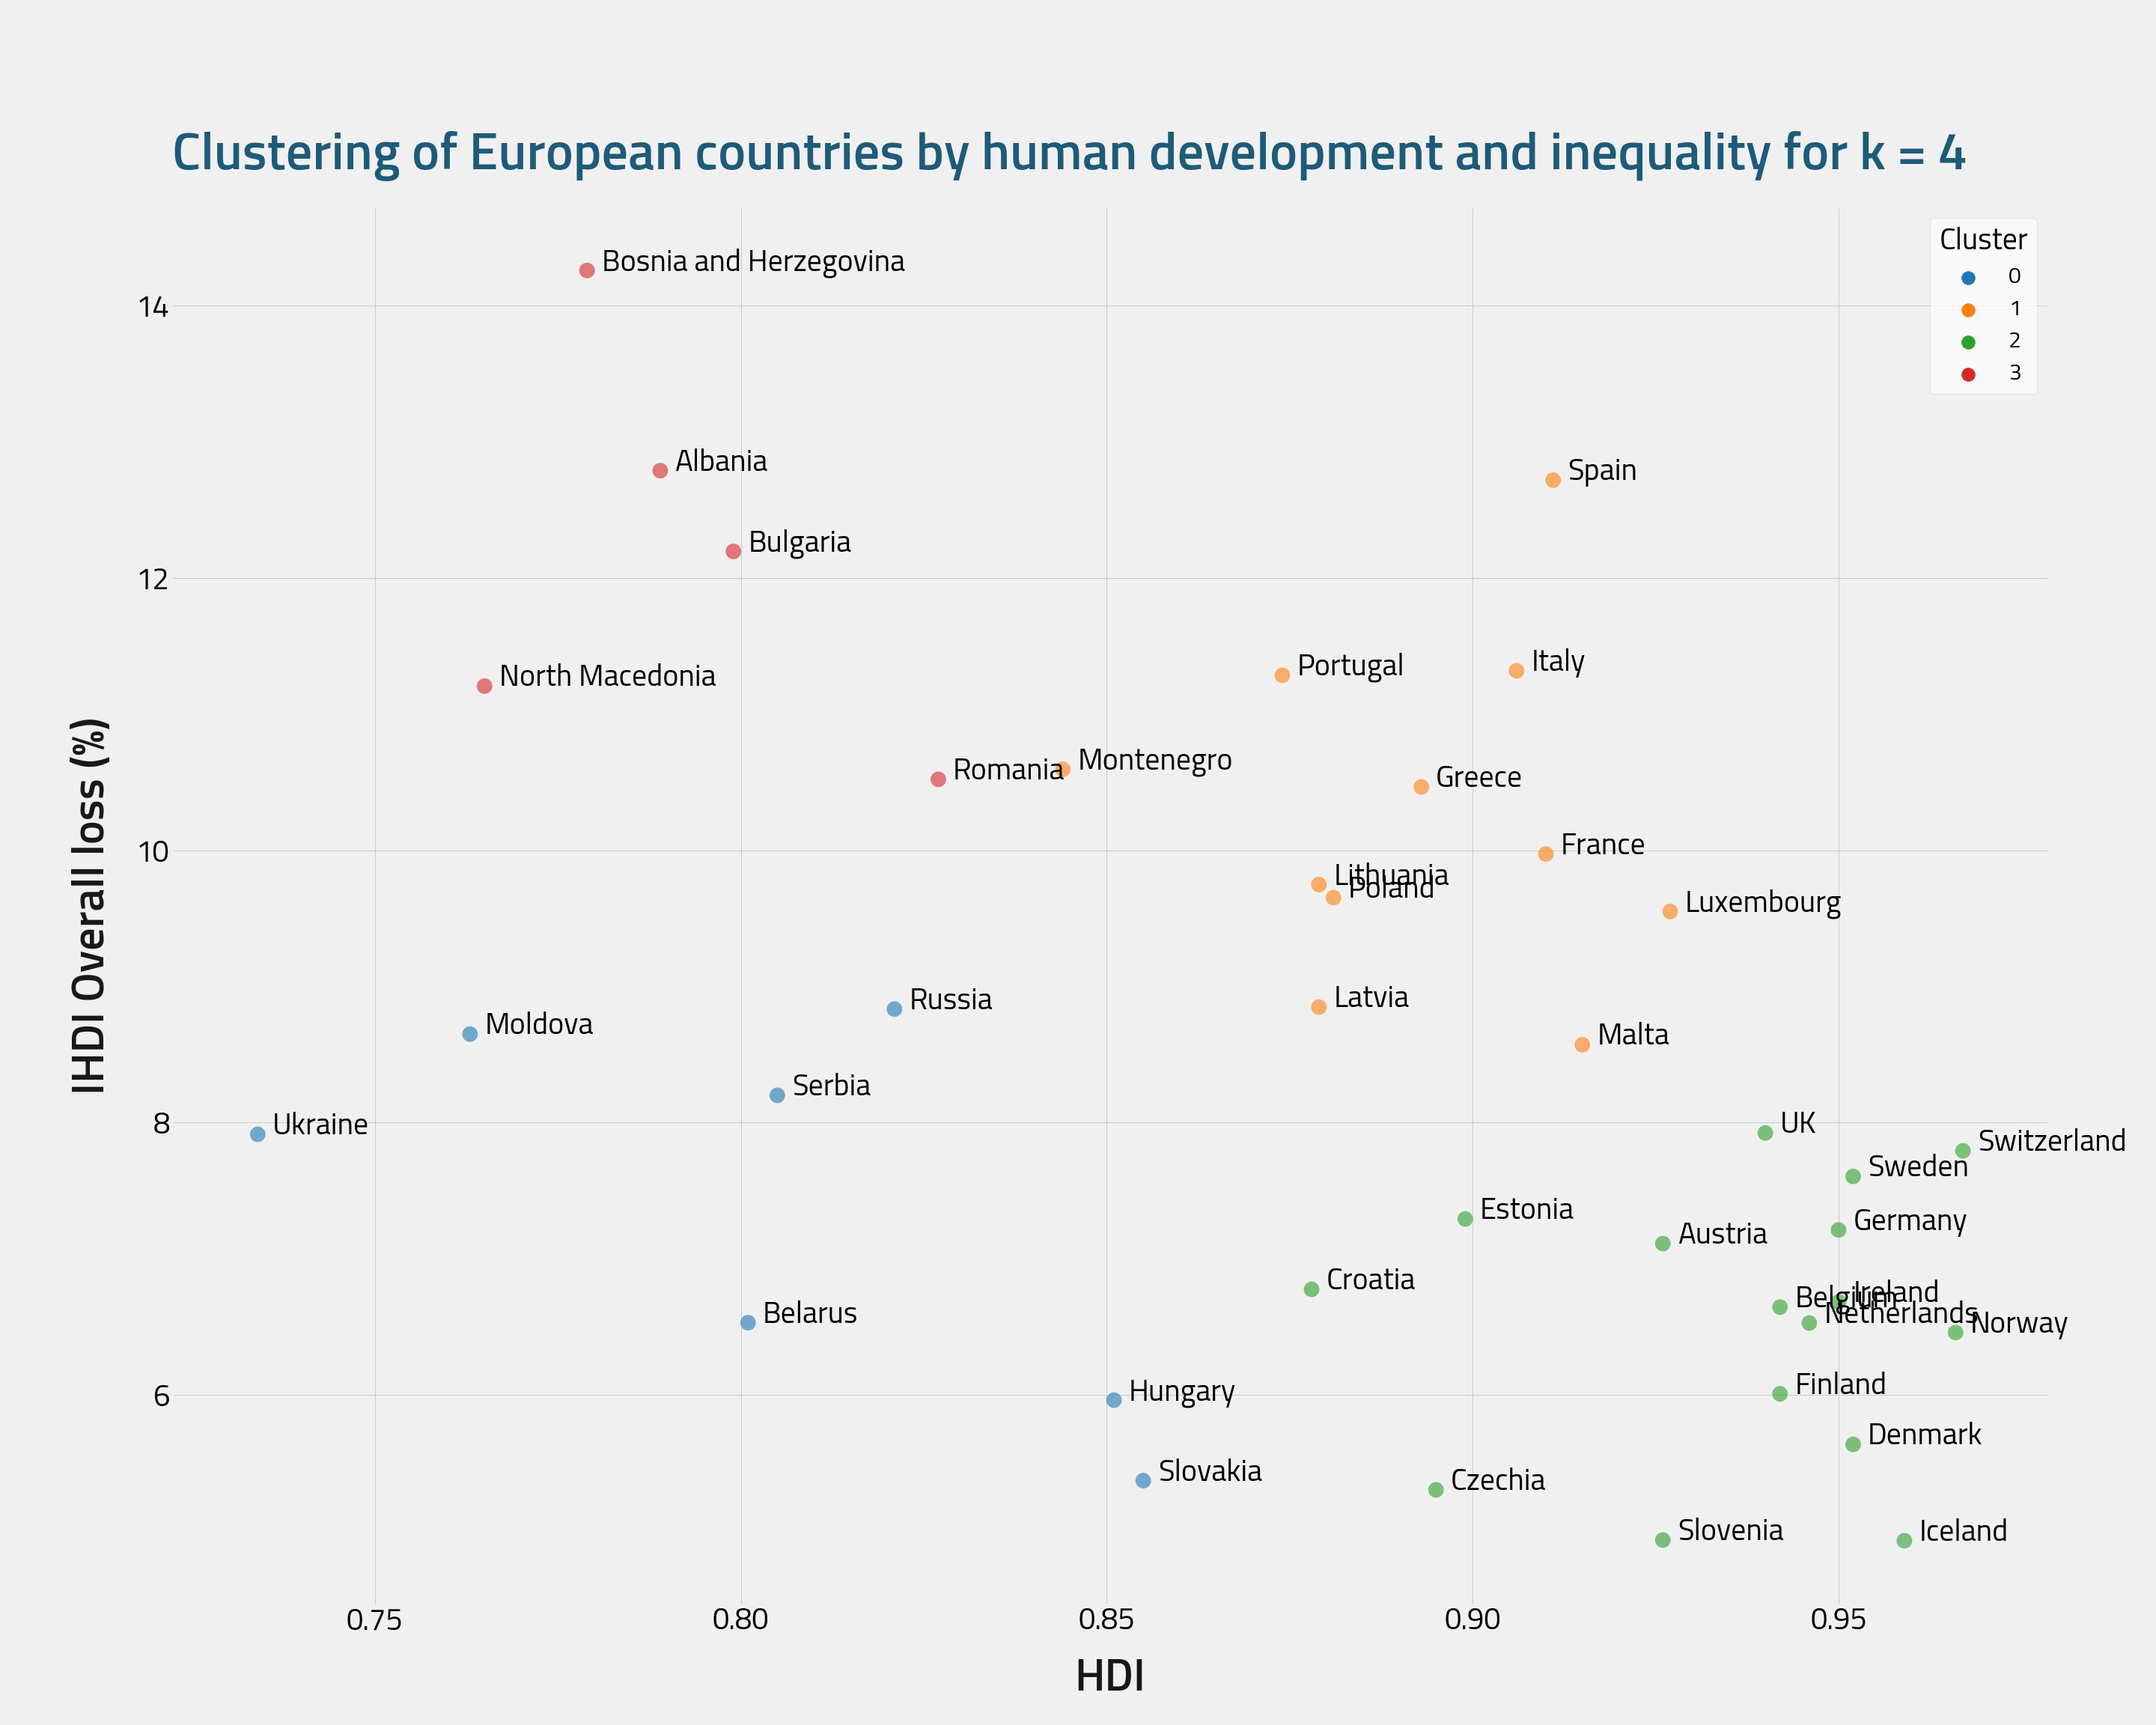 Clustering of European countries by human development and inequality for k = 4
Cluster
0
1
2
3
Bosnia and Herzegovina
14
Albania
Spain
Bulgaria
12
Portugal
Italy
North Macedonia
Romania
Montenegro
Greece
France
10
Lithuania
Poland
Luxembourg
IHDI Overall loss (%)
Russia
Latvia
Moldova
Malta
Serbia
Ukraine
8
UK
Switzerland
Sweden
Estonia
Germany
Austria
Croatia
Ireland
Belgium
Netherlands
Belarus
Norway
Finland
Hungary
6
Denmark
Slovakia
Czechia
Slovenia
Iceland
0.75
0.80
0.85
0.90
0.95
HDI